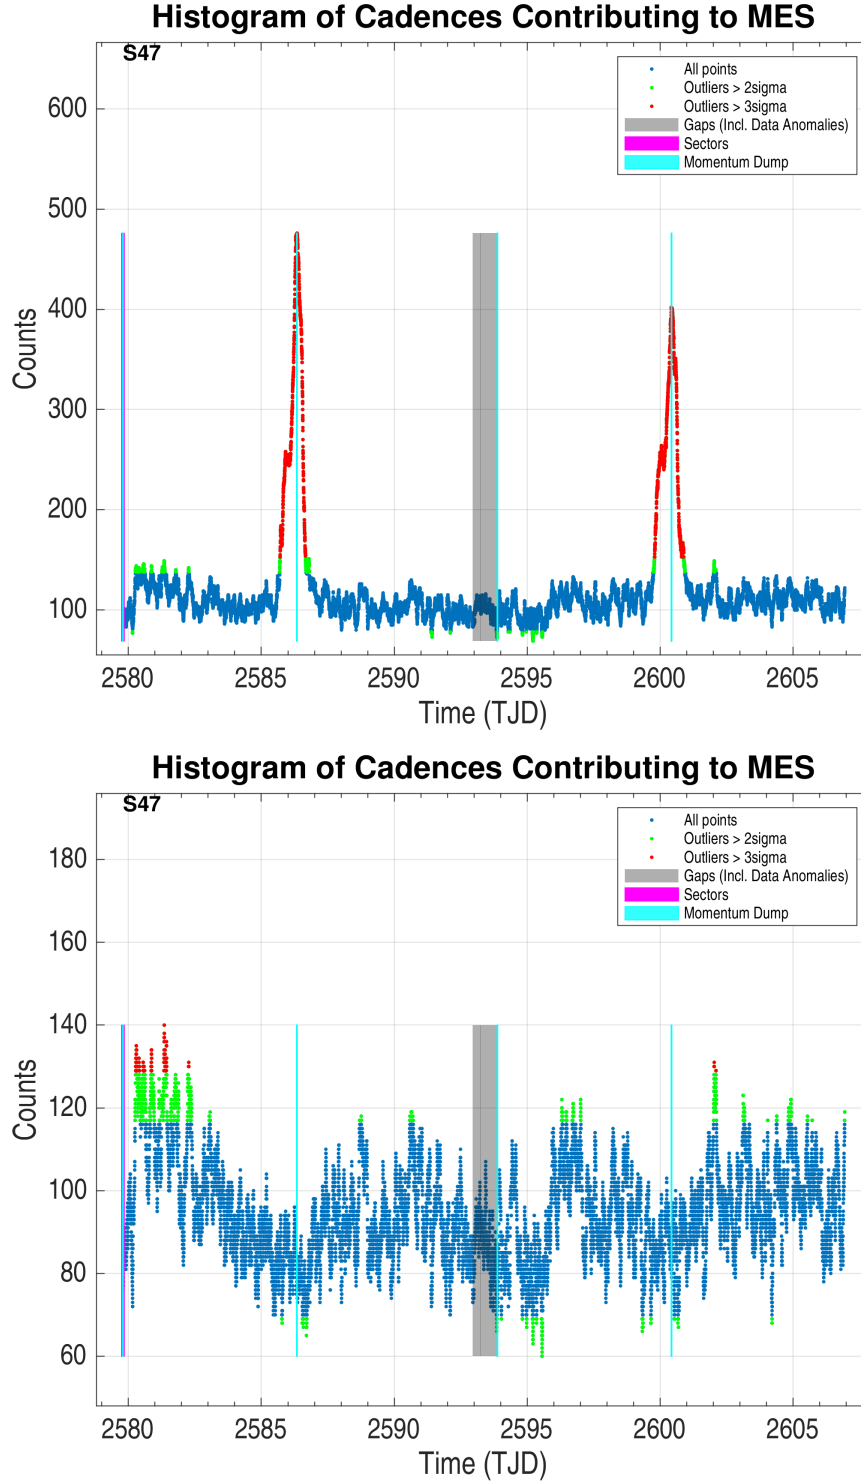 Histogram of Cadences Contributing to MES
S47
All points
Outliers > 2sigma
Outliers > 3sigma
Gaps (Incl. Data Anomalies)
Sectors
Momentum Dump
600
500
400
300
200
100
Counts
2580 2585 2590 2595 2600 2605
Time (TJD)
Histogram of Cadences Contributing to MES
S47
All points
Outliers > 2sigma
Outliers > 3sigma
Gaps (Incl. Data Anomalies)
Sectors
Momentum Dump
180
160
140
120
100
80
60
Counts
2580 2585 2590 2595 2600 2605
Time (TJD)